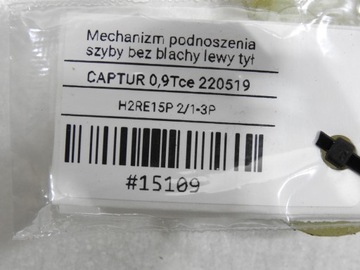 Mechanizm podnoszenia
szyby bez blachy lewy tył
CAPTUR 0,9Tce 220519
H2RE15P 2/1-3P
#15109